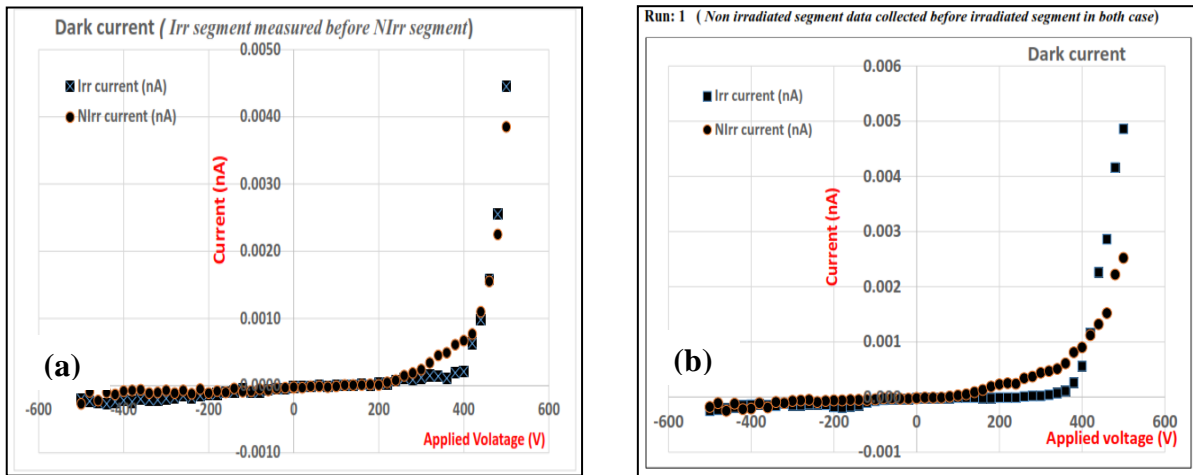 Dark current ( Irr segment measured before NIrr segment)
0.0050
Irr current (nA)
NIrr current (nA)
0.0040
0.0030
Current (nA)
0.0020
0.0010
(a)
0.0000
-600 -400 -200 0 200 400 600
Applied Volatage (V)
-0.0010
Run: 1 ( Non irradiated segment data collected before irradiated segment in both case)
Dark current
0.006
Irr current (nA)
NIrr current (nA)
0.005
0.004
Current (nA)
0.003
0.002
0.001
(b)
0.000
-600 -400 -200 0 200 400 600
Applied voltage (V)
-0.001